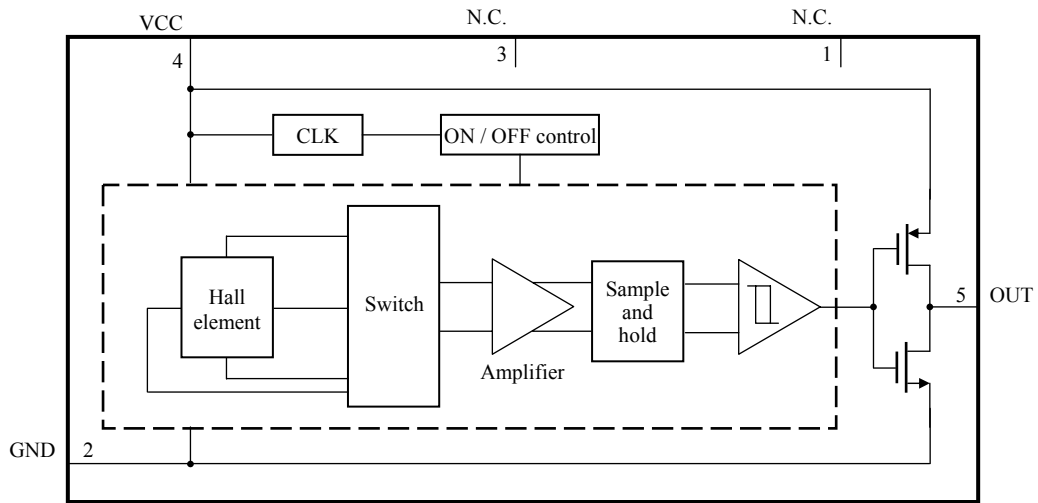 VCC
N.C.
N.C.
4
3
1
CLK
ON / OFF control
Hall
element
Switch
Amplifier
Sample
and
hold
5
OUT
GND
2